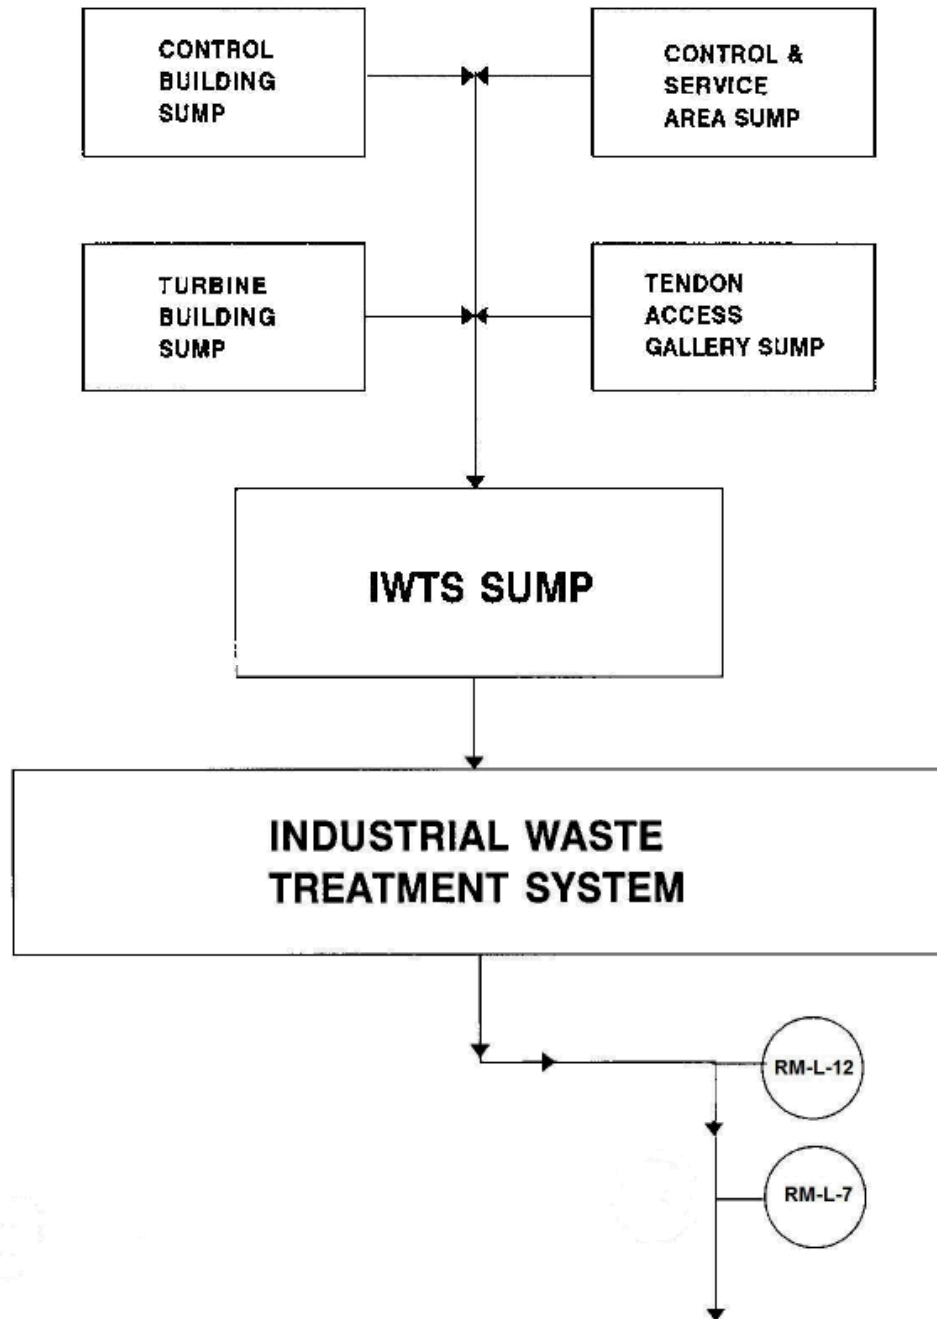 CONTROL
BUILDING
SUMP
CONTROL &
SERVICE
AREA SUMP
TURBINE
BUILDING
SUMP
TENDON
ACCESS
GALLERY SUMP
IWTS SUMP
INDUSTRIAL WASTE
TREATMENT SYSTEM
RM-L-12
RM-L-7